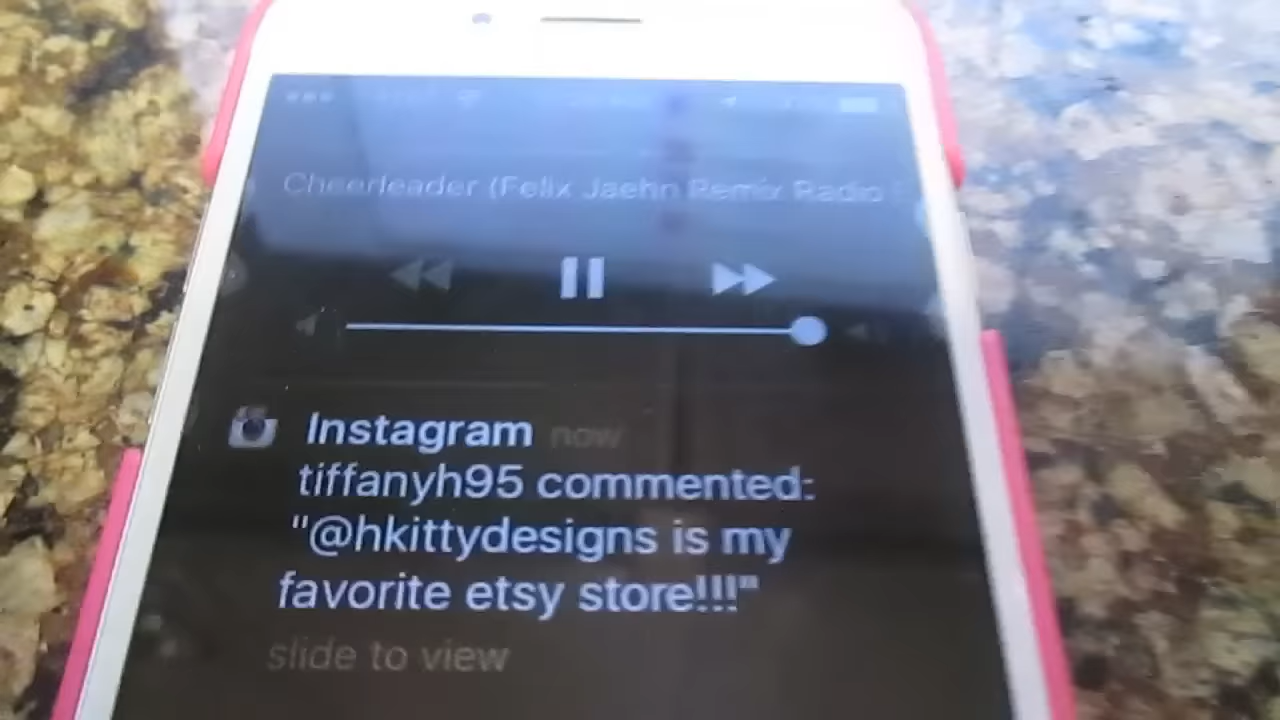 Cheerleader (Felix Jaehn Remix Radio
Instagram now
tiffanyh95 commented:
"@hkittydesigns is my
favorite etsy store!!!"
slide to view